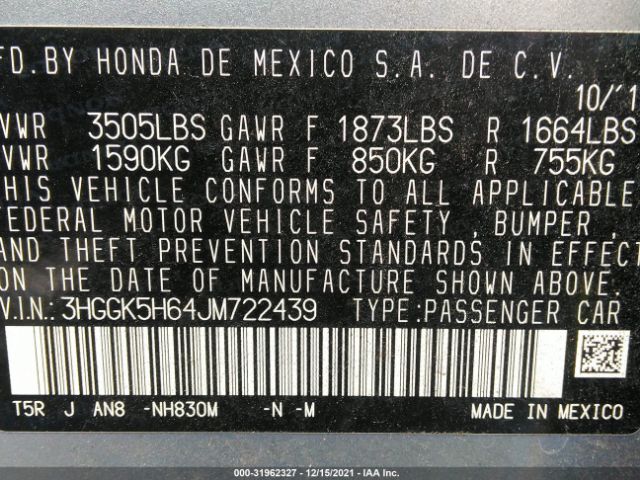 FD. BY HONDA DE MEXICO S.A. DE C.V.
10/'1
VWR 3505LBS GAWR F 1873LBS R 1664LBS
VWR 1590KG GAWR F 850KG R 755KG
THIS VEHICLE CONFORMS TO ALL APPLICABLE
FEDERAL MOTOR VEHICLE SAFETY , BUMPER ,
AND THEFT PREVENTION STANDARDS IN EFFECT
ON THE DATE OF MANUFACTURE SHOWN ABOVE.
V.I.N.: 3HGGK5H64JM722439 TYPE:PASSENGER CAR
T5R J AN8 -NH830M -N -M MADE IN MEXICO
000-31962327 - 12/15/2021 - IAA Inc.